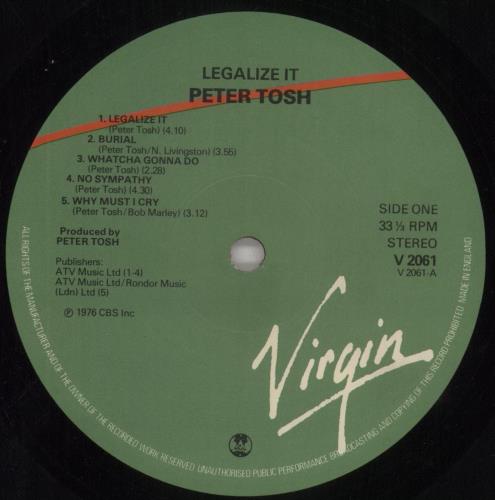 LEGALIZE IT
PETER TOSH
1. LEGALIZE IT
(Peter Tosh) (4.10)
2. BURIAL
(Peter Tosh/N. Livingston) (3.55)
3. WHATCHA GONNA DO
(Peter Tosh) (2.28)
4. NO SYMPATHY
(Peter Tosh) (4.30)
5. WHY MUST I CRY
(Peter Tosh/Bob Marley) (3.12)
Produced by
PETER TOSH
Publishers:
ATV Music Ltd (1-4)
ATV Music Ltd/Rondor Music
(Ldn) Ltd (5)
℗ 1976 CBS Inc
SIDE ONE
33 ⅓ RPM
STEREO
V 2061
V 2061-A
Virgin
ALL RIGHTS OF THE MANUFACTURER AND OF THE OWNER OF THE RECORDED WORK RESERVED UNAUTHORISED PUBLIC PERFORMANCE BROADCASTING AND COPYING OF THIS RECORD PROHIBITED MADE IN ENGLAND